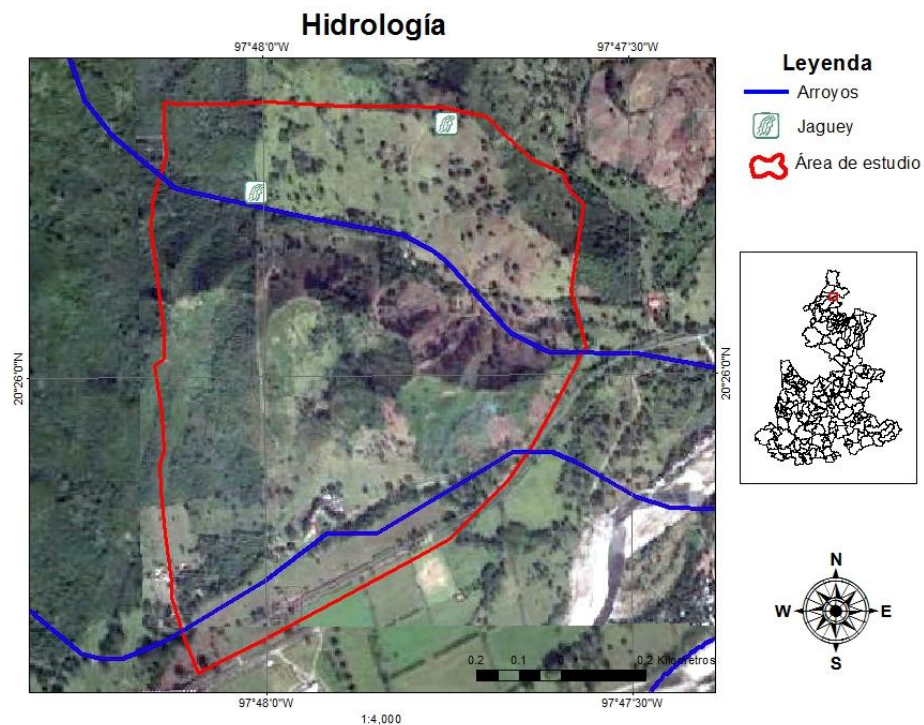 Hidrología
97°48'0"W 97°47'30"W
Leyenda
Arroyos
Jaguey
Área de estudio
20°26'0"N 20°26'0"N
N
W E
S
0.2 0.1 0 0.2 Kilometros
97°48'0"W 97°47'30"W
1:4,000